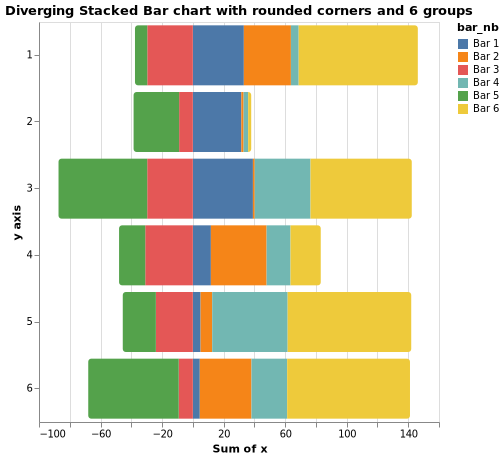 Diverging Stacked Bar chart with rounded corners and 6 groups
bar_nb
Bar 1
Bar 2
Bar 3
Bar 4
Bar 5
Bar 6
y axis
1
2
3
4
5
6
−100 −60 −20 20 60 100 140
Sum of x